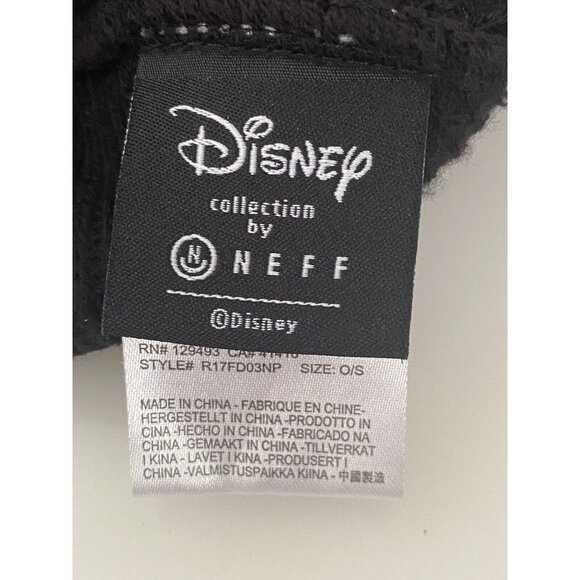 Disney
collection
by
N NEFF
©Disney
RN# 129493 CA# 41416
STYLE# R17FD03NP SIZE: O/S
MADE IN CHINA - FABRIQUE EN CHINE-
HERGESTELLT IN CHINA -PRODOTTO IN
CINA -HECHO IN CHINA -FABRICADO NA
CHINA -GEMAAKT IN CHINA -TILLVERKAT
I KINA - LAVET I KINA -PRODUSERT I
CHINA -VALMISTUSPAIKKA KIINA - 中國製造